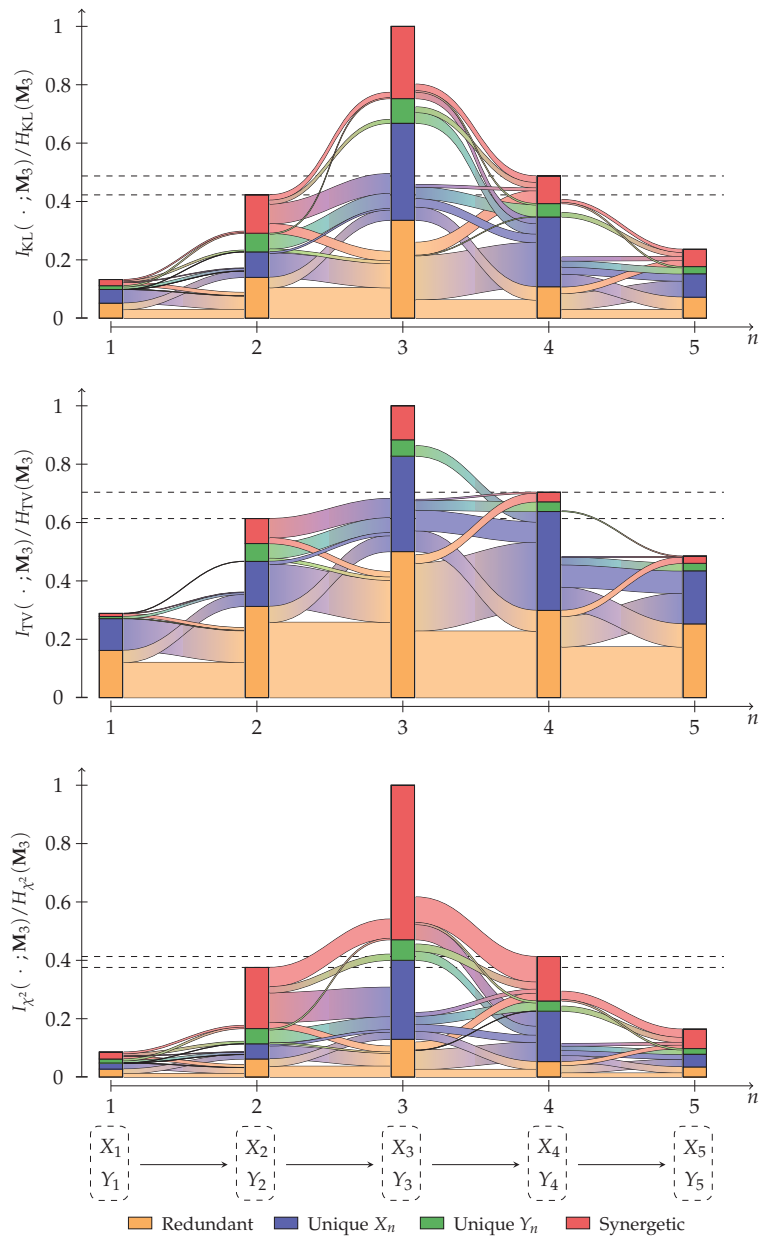 I_KL( · ; M_3)/H_KL(M_3)
1
0.8
0.6
0.4
0.2
0
1 2 3 4 5 n
I_TV( · ; M_3)/H_TV(M_3)
1
0.8
0.6
0.4
0.2
0
1 2 3 4 5 n
I_χ²( · ; M_3)/H_χ²(M_3)
1
0.8
0.6
0.4
0.2
0
1 2 3 4 5 n
X_1 X_2 X_3 X_4 X_5
Y_1 Y_2 Y_3 Y_4 Y_5
Redundant Unique X_n Unique Y_n Synergetic